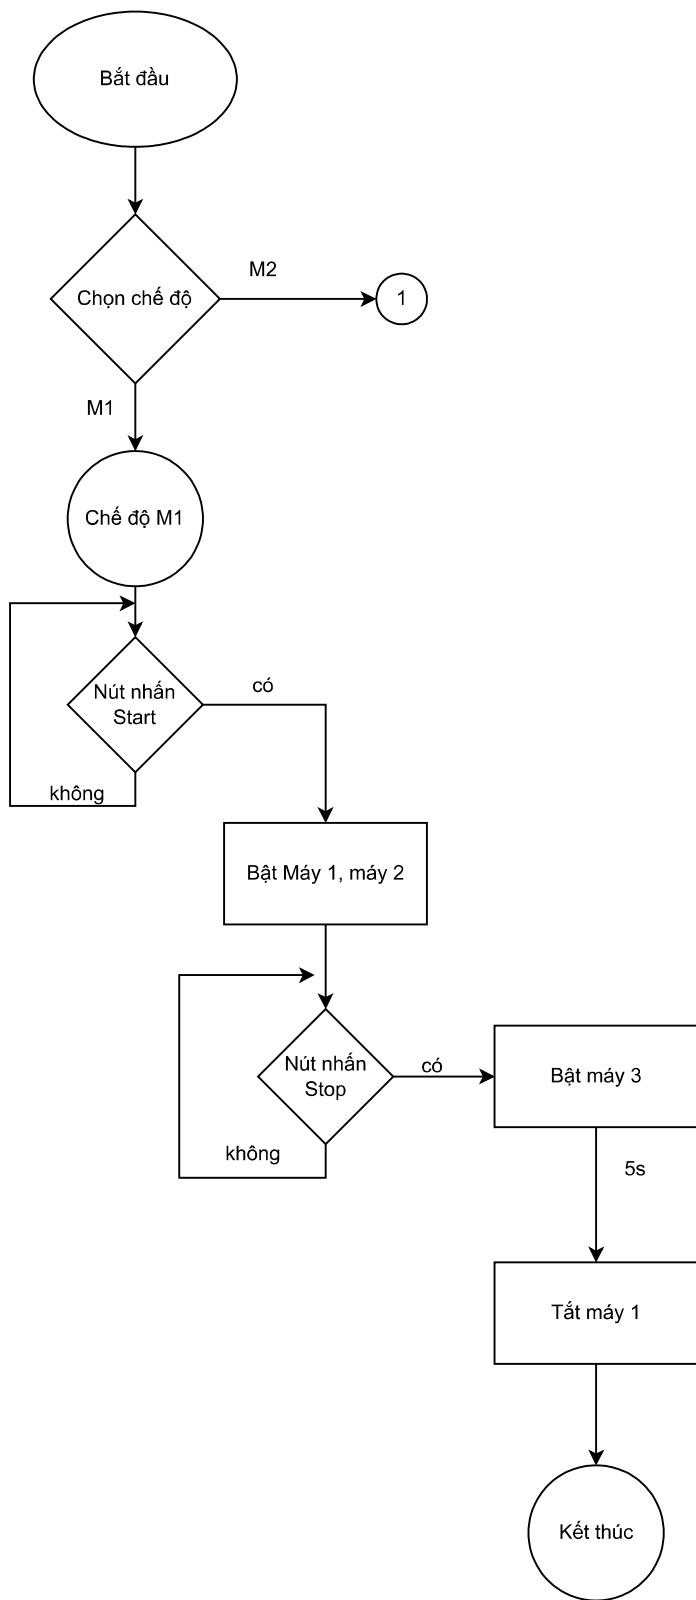 Bắt đầu
Chọn chế độ
M2
1
M1
Chế độ M1
Nút nhấn
Start
có
không
Bật Máy 1, máy 2
Nút nhấn
Stop
có
Bật máy 3
không
5s
Tắt máy 1
Kết thúc